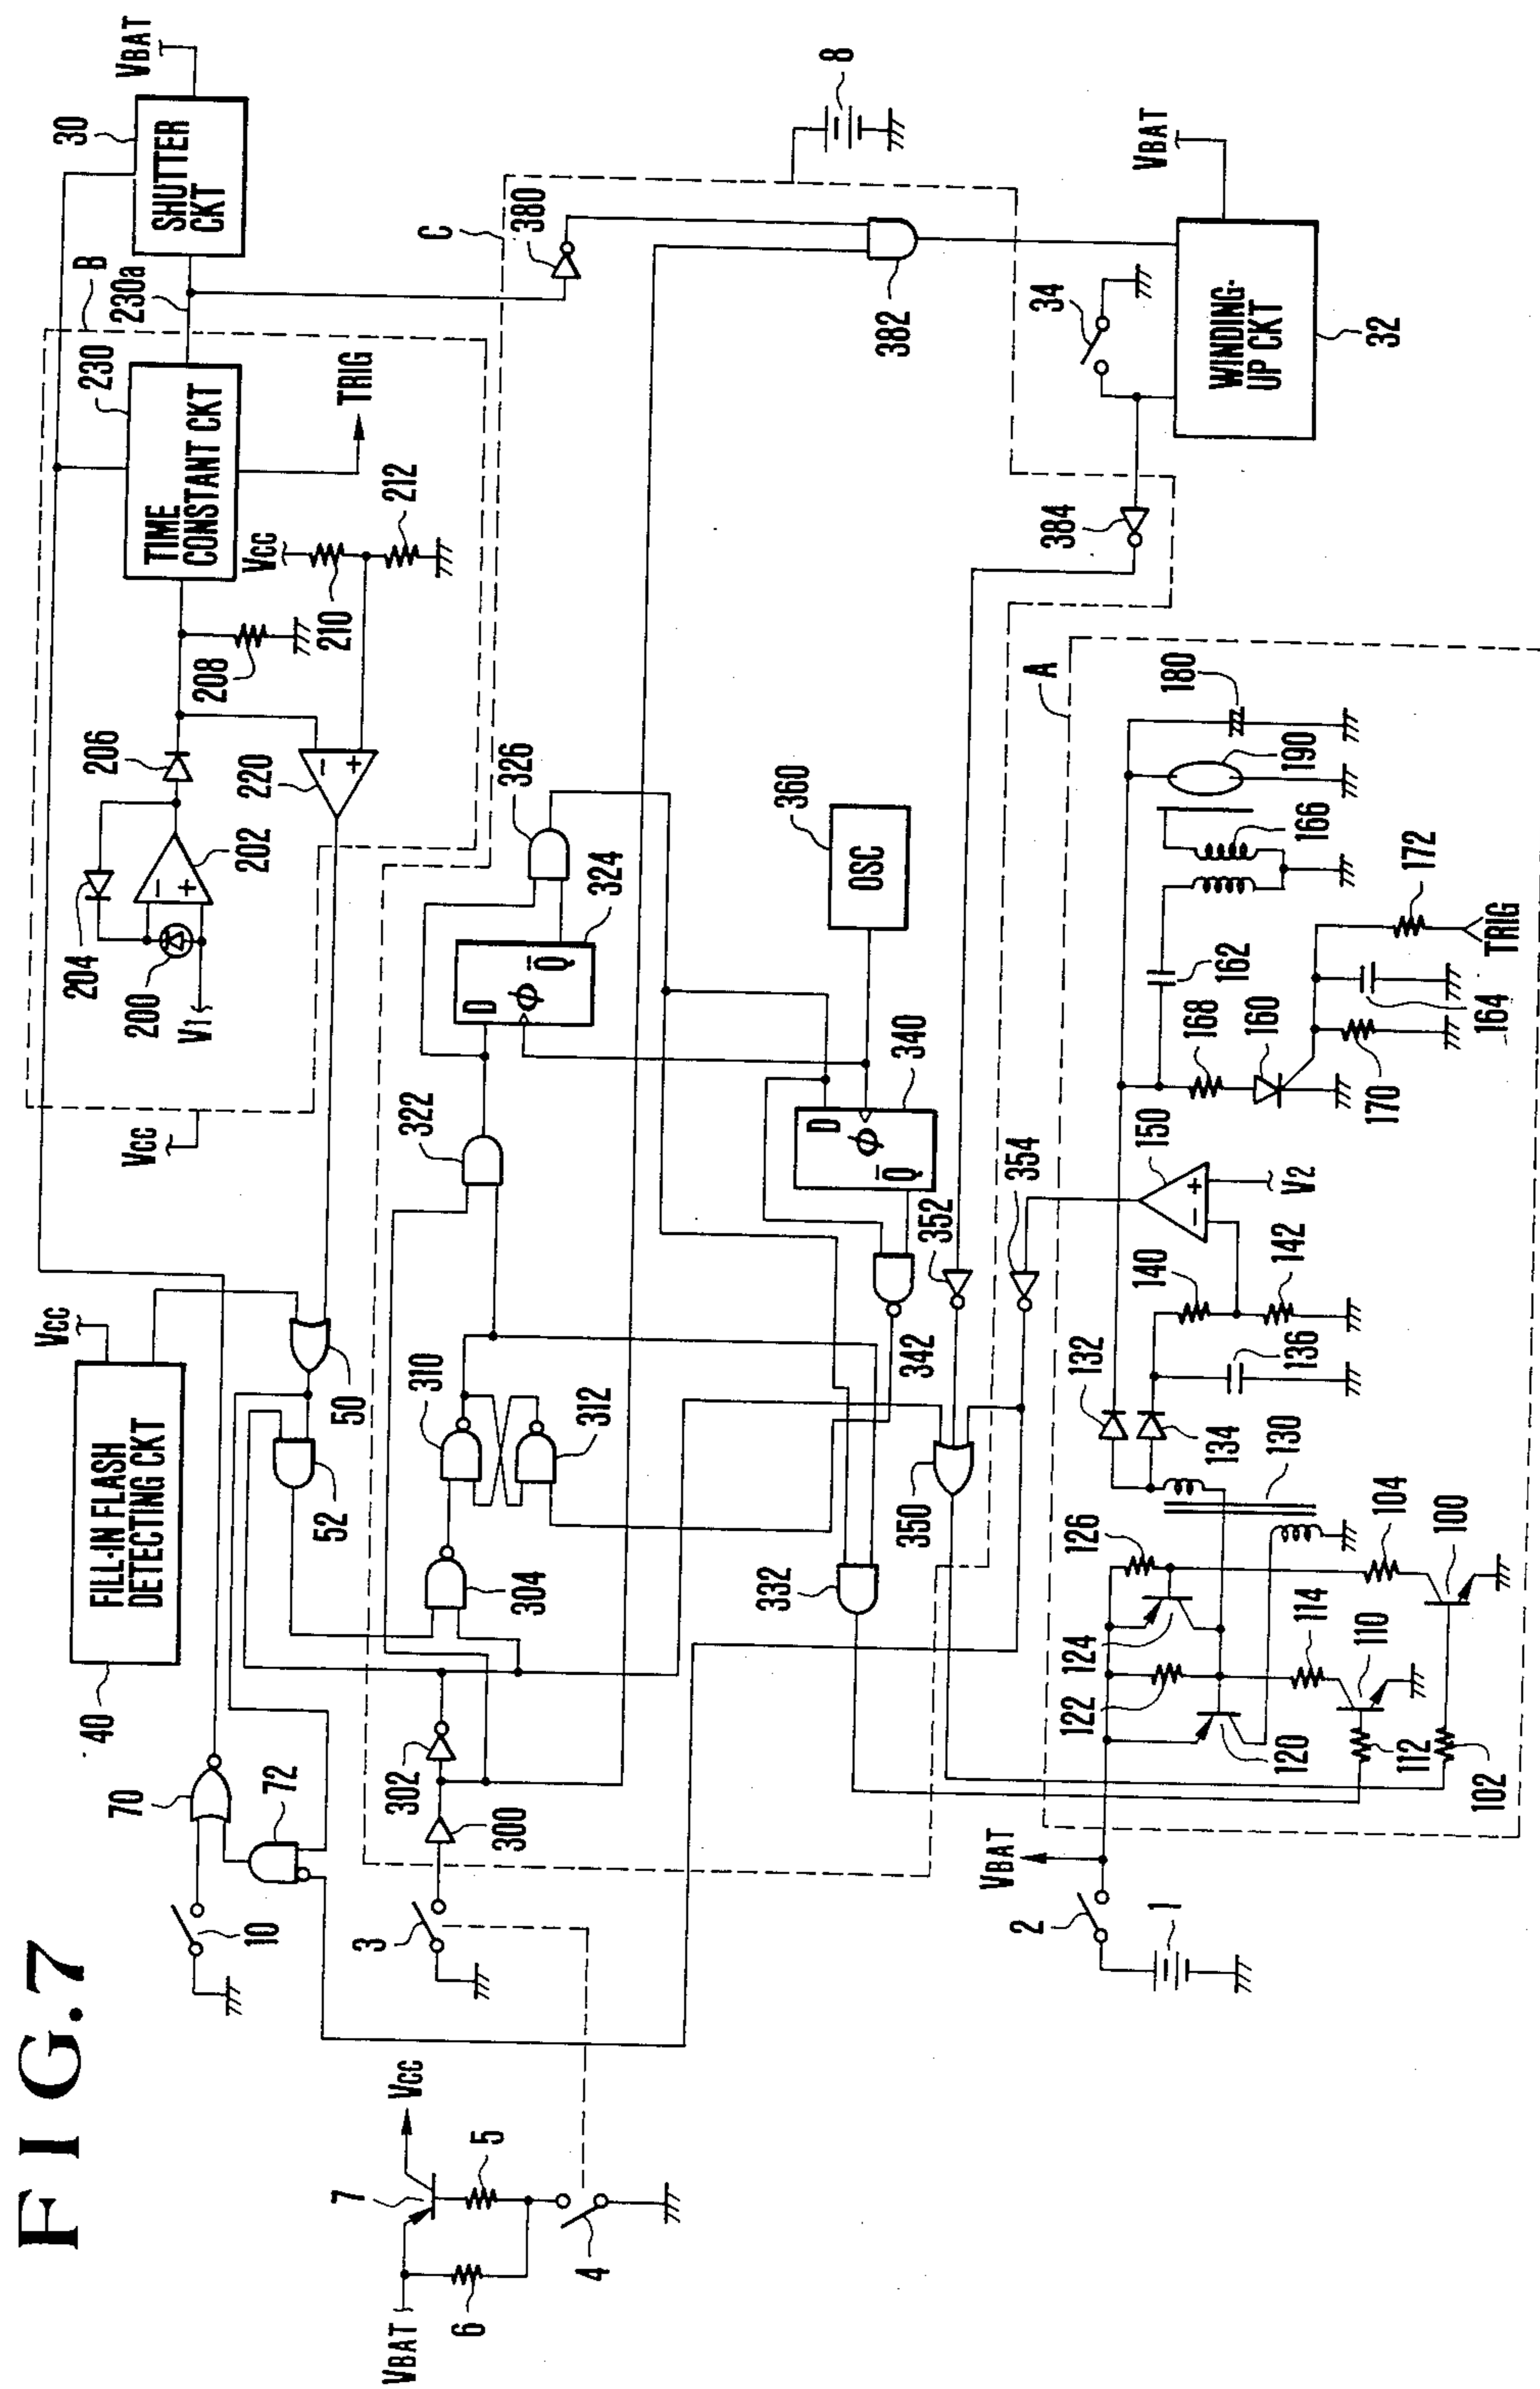 FIG.7
VBAT
6
7
5
VCC
4
3
10
70
72
40
FILL-IN FLASH
DETECTING CKT
VCC
50
52
300
302
304
310
312
322
D
Φ
Q̄
324
326
VCC
V1
200
204
202
206
220
208
210
212
VCC
TIME
CONSTANT CKT
230
TRIG
B
230a
SHUTTER
CKT
30
VBAT
C
380
382
8
34
384
WINDING-
UP CKT
32
VBAT
OSC
360
D
Φ
Q̄
340
342
332
350
352
354
A
2
1
VBAT
120
122
124
126
114
110
112
102
104
100
130
132
134
136
140
142
150
V2
168
160
170
164
162
172
TRIG
166
190
180